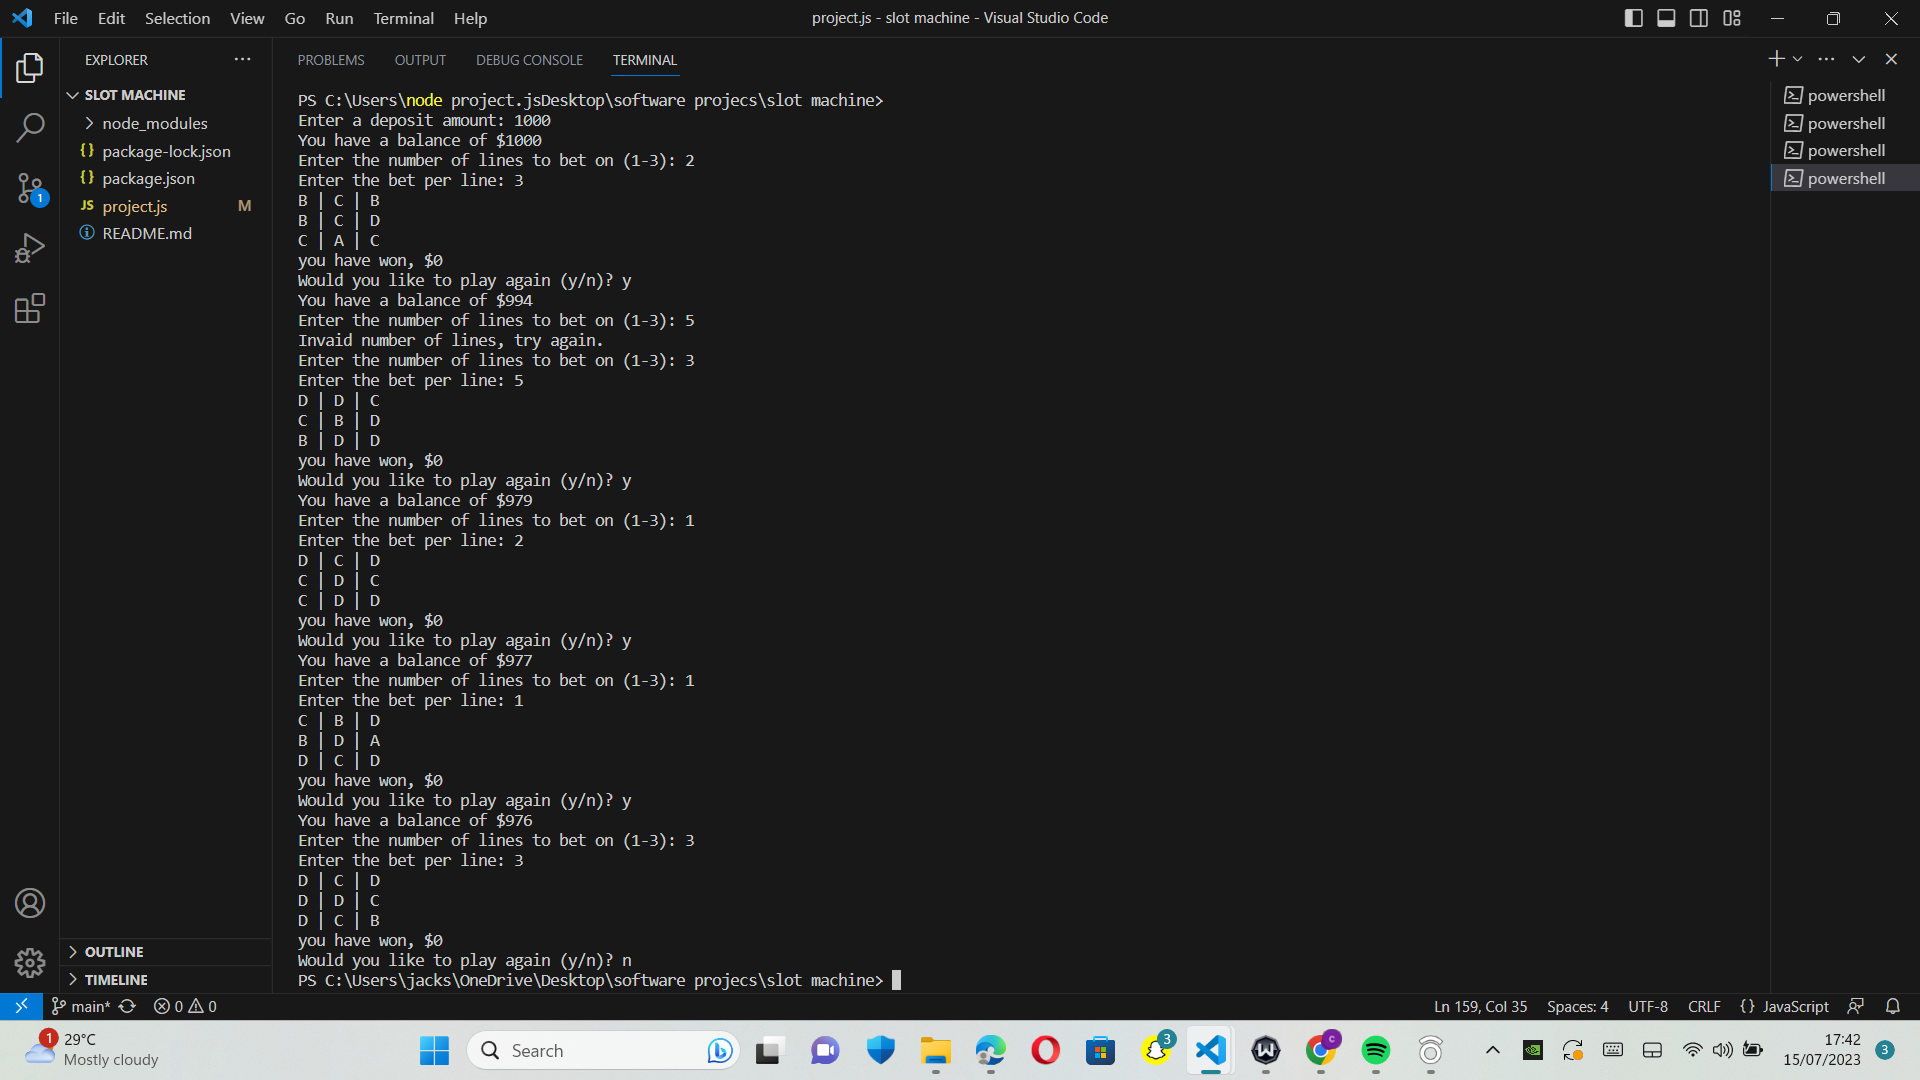 File Edit Selection View Go Run Terminal Help
project.js - slot machine - Visual Studio Code
EXPLORER
SLOT MACHINE
node_modules
{} package-lock.json
{} package.json
JS project.js M
README.md
OUTLINE
TIMELINE
1
PROBLEMS OUTPUT DEBUG CONSOLE TERMINAL
PS C:\Users\node project.jsDesktop\software projecs\slot machine>
Enter a deposit amount: 1000
You have a balance of $1000
Enter the number of lines to bet on (1-3): 2
Enter the bet per line: 3
B | C | B
B | C | D
C | A | C
you have won, $0
Would you like to play again (y/n)? y
You have a balance of $994
Enter the number of lines to bet on (1-3): 5
Invaid number of lines, try again.
Enter the number of lines to bet on (1-3): 3
Enter the bet per line: 5
D | D | C
C | B | D
B | D | D
you have won, $0
Would you like to play again (y/n)? y
You have a balance of $979
Enter the number of lines to bet on (1-3): 1
Enter the bet per line: 2
D | C | D
C | D | C
C | D | D
you have won, $0
Would you like to play again (y/n)? y
You have a balance of $977
Enter the number of lines to bet on (1-3): 1
Enter the bet per line: 1
C | B | D
B | D | A
D | C | D
you have won, $0
Would you like to play again (y/n)? y
You have a balance of $976
Enter the number of lines to bet on (1-3): 3
Enter the bet per line: 3
D | C | D
D | D | C
D | C | B
you have won, $0
Would you like to play again (y/n)? n
PS C:\Users\jacks\OneDrive\Desktop\software projecs\slot machine>
powershell
powershell
powershell
powershell
main* 0 0
Ln 159, Col 35 Spaces: 4 UTF-8 CRLF {} JavaScript
1
29°C
Mostly cloudy
Search
3
17:42
15/07/2023
3